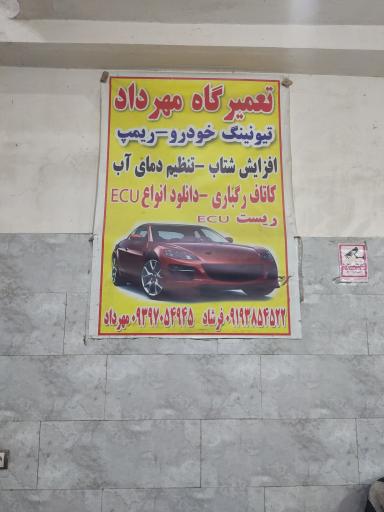 تعمیرگاه مهرداد
تیونینگ خودرو-ریمپ
افزایش شتاب-تنظیم دمای آب
کاتاف رگباری-دانلود انواع ECU
ریست ECU
۰۹۱۹۳۸۵۴۵۲۲ فرشاد ۰۹۳۹۷۰۵۴۹۴۵ مهرداد